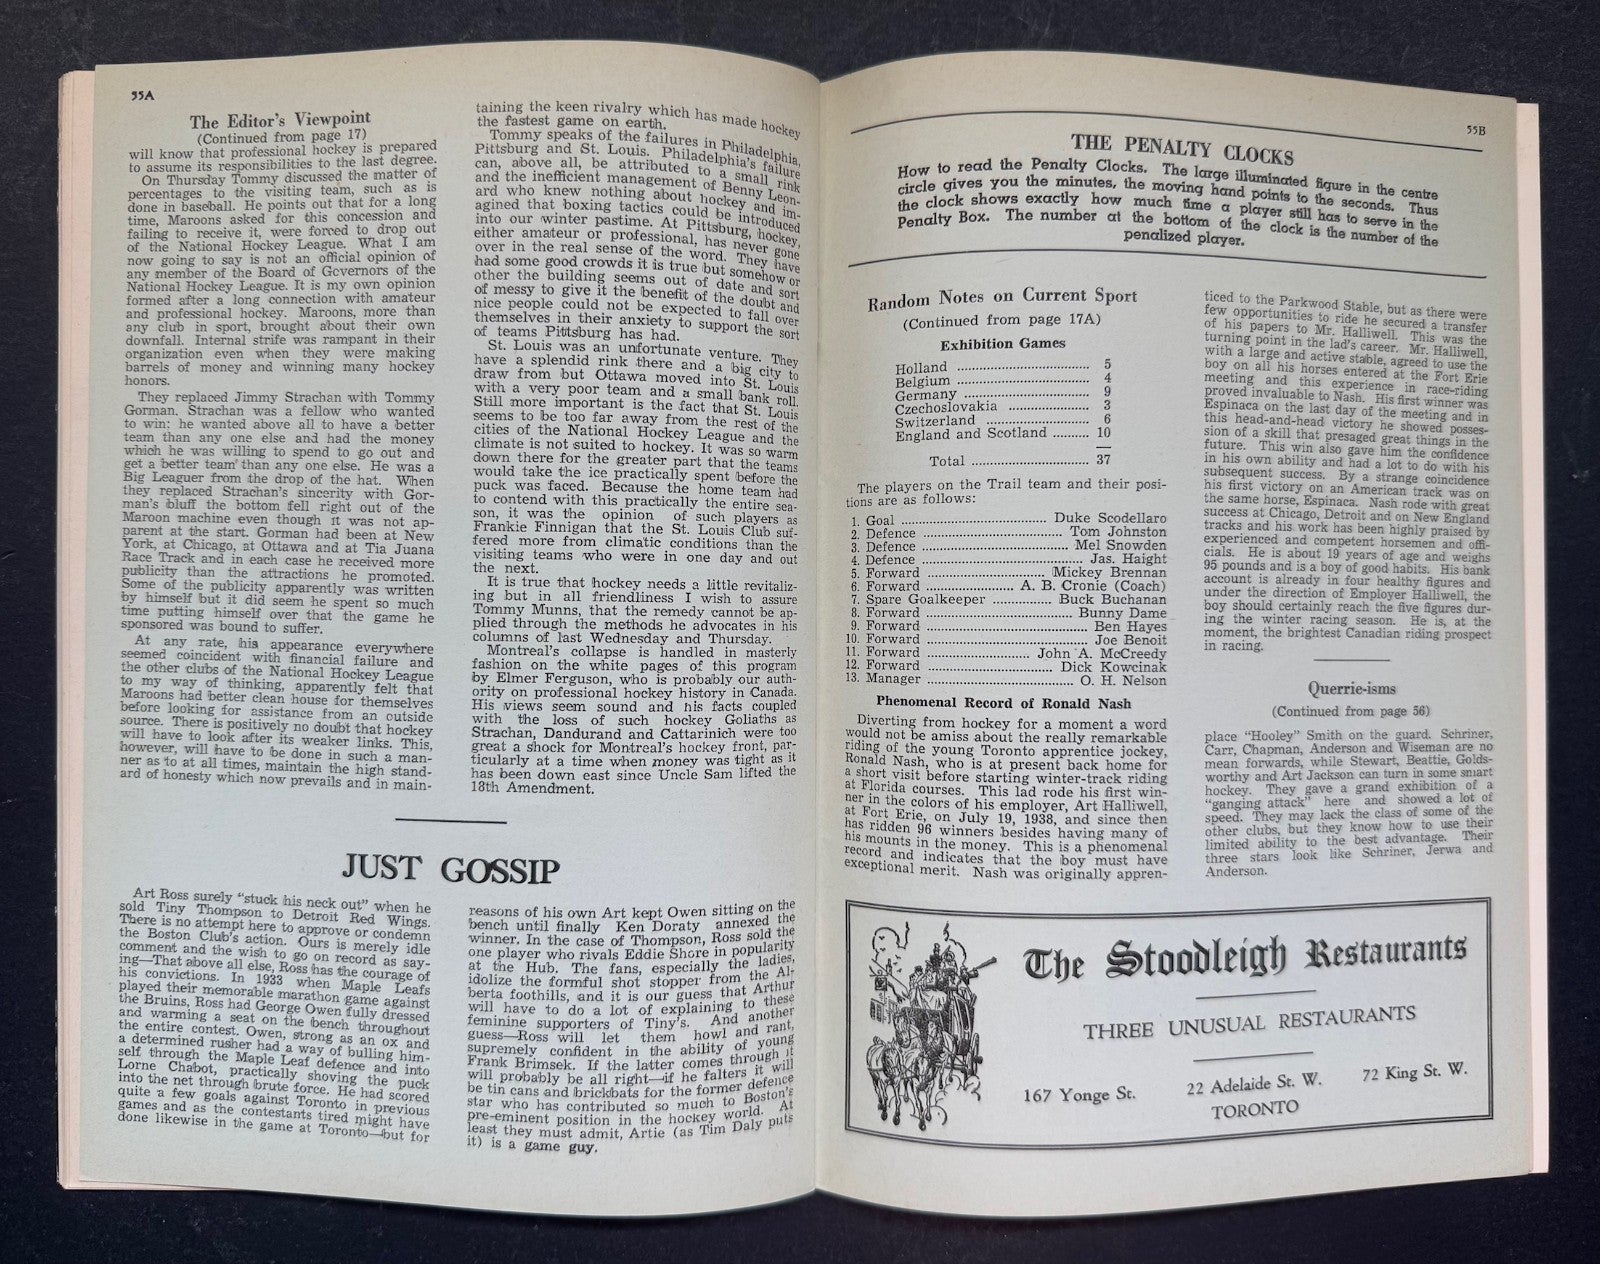 55A
The Editor's Viewpoint
(Continued from page 17)
will know that professional hockey is prepared
to assume its responsibilities to the last degree.
On Thursday Tommy discussed the matter of
percentages to the visiting team, such as is
done in baseball. He points out that for a long
time, Maroons asked for this concession and
failing to receive it, were forced to drop out
of the National Hockey League. What I am
now going to say is not an official opinion of
any member of the Board of Governors of the
National Hockey League. It is my own opinion
formed after a long connection with amateur
and professional hockey. Maroons, more than
any club in sport, brought about their own
downfall. Internal strife was rampant in their
organization even when they were making
barrels of money and winning many hockey
honors.
They replaced Jimmy Strachan with Tommy
Gorman. Strachan was a fellow who wanted
to win: he wanted above all to have a better
team than any one else and had the money
which he was willing to spend to go out and
get a better team than any one else. He was a
Big Leaguer from the drop of the hat. When
they replaced Strachan's sincerity with Gor-
man's bluff the bottom fell right out of the
Maroon machine even though it was not ap-
parent at the start. Gorman had been at New
York, at Chicago, at Ottawa and at Tia Juana
Race Track and in each case he received more
publicity than the attractions he promoted.
Some of the publicity apparently was written
by himself but it did seem he spent so much
time putting himself over that the game he
sponsored was bound to suffer.
At any rate, his appearance everywhere
seemed coincident with financial failure and
the other clubs of the National Hockey League
to my way of thinking, apparently felt that
Maroons had better clean house for themselves
before looking for assistance from an outside
source. There is positively no doubt that hockey
will have to look after its weaker links. This,
however, will have to be done in such a man-
ner as to at all times, maintain the high stand-
ard of honesty which now prevails and in main-
taining the keen rivalry which has made hockey
the fastest game on earth.
Tommy speaks of the failures in Philadelphia,
Pittsburg and St. Louis. Philadelphia's failure
can, above all, be attributed to a small rink
and the inefficient management of Benny Leon-
ard who knew nothing about hockey and im-
agined that boxing tactics could be introduced
into our winter pastime. At Pittsburg, hockey,
either amateur or professional, has never gone
over in the real sense of the word. They have
had some good crowds it is true but somehow or
other the building seems out of date and sort
of messy to give it the benefit of the doubt and
nice people could not be expected to fall over
themselves in their anxiety to support the sort
of teams Pittsburg has had.
St. Louis was an unfortunate venture. They
have a splendid rink there and a big city to
draw from but Ottawa moved into St. Louis
with a very poor team and a small bank roll.
Still more important is the fact that St. Louis
seems to be too far away from the rest of the
cities of the National Hockey League and the
climate is not suited to hockey. It was so warm
down there for the greater part that the teams
would take the ice practically spent before the
puck was faced. Because the home team had
to contend with this practically the entire sea-
son, it was the opinion of such players as
Frankie Finnigan that the St. Louis Club suf-
fered more from climatic conditions than the
visiting teams who were in one day and out
the next.
It is true that hockey needs a little revitaliz-
ing but in all friendliness I wish to assure
Tommy Munns, that the remedy cannot be ap-
plied through the methods he advocates in his
columns of last Wednesday and Thursday.
Montreal's collapse is handled in masterly
fashion on the white pages of this program
by Elmer Ferguson, who is probably our auth-
ority on professional hockey history in Canada.
His views seem sound and his facts coupled
with the loss of such hockey Goliaths as
Strachan, Dandurand and Cattarinich were too
great a shock for Montreal's hockey front, par-
ticularly at a time when money was tight as it
has been down east since Uncle Sam lifted the
18th Amendment.
JUST GOSSIP
Art Ross surely "stuck his neck out" when he
sold Tiny Thompson to Detroit Red Wings.
There is no attempt here to approve or condemn
the Boston Club's action. Ours is merely idle
comment and the wish to go on record as say-
ing—That above all else, Ross has the courage of
his convictions. In 1933 when Maple Leafs
played their memorable marathon game against
the Bruins, Ross had George Owen fully dressed
and warming a seat on the bench throughout
the entire contest. Owen, strong as an ox and
a determined rusher had a way of bulling him-
self through the Maple Leaf defence and into
Lorne Chabot, practically shoving the puck
into the net through brute force. He had scored
quite a few goals against Toronto in previous
games and as the contestants tired might have
done likewise in the game at Toronto—but for
reasons of his own Art kept Owen sitting on the
bench until finally Ken Doraty annexed the
winner. In the case of Thompson, Ross sold the
one player who rivals Eddie Shore in popularity
at the Hub. The fans, especially the ladies,
idolize the formful shot stopper from the Al-
berta foothills, and it is our guess that Arthur
will have to do a lot of explaining to these
feminine supporters of Tiny's. And another
guess—Ross will let them howl and rant,
supremely confident in the ability of young
Frank Brimsek. If the latter comes through it
will probably be all right—if he falters it will
be tin cans and brickbats for the former defence
star who has contributed so much to Boston's
pre-eminent position in the hockey world. At
least they must admit, Artie (as Tim Daly puts
it) is a game guy.
55B
THE PENALTY CLOCKS
How to read the Penalty Clocks. The large illuminated figure in the centre
circle gives you the minutes, the moving hand points to the seconds. Thus
the clock shows exactly how much time a player still has to serve in the
Penalty Box. The number at the bottom of the clock is the number of the
penalized player.
Random Notes on Current Sport
(Continued from page 17A)
Exhibition Games
Holland ................................ 5
Belgium ................................ 4
Germany ................................ 9
Czechoslovakia .................... 3
Switzerland ......................... 6
England and Scotland ......... 10
Total ............................. 37
The players on the Trail team and their posi-
tions are as follows:
1. Goal .................................... Duke Scodellaro
2. Defence .................................. Tom Johnston
3. Defence ................................... Mel Snowden
4. Defence ....................................... Jas. Haight
5. Forward ............................. Mickey Brennan
6. Forward ...................... A. B. Cronie (Coach)
7. Spare Goalkeeper .............. Buck Buchanan
8. Forward .................................... Bunny Dame
9. Forward ........................................ Ben Hayes
10. Forward ........................................ Joe Benoit
11. Forward ......................... John A. McCreedy
12. Forward .............................. Dick Kowcinak
13. Manager ................................... O. H. Nelson
Phenomenal Record of Ronald Nash
Diverting from hockey for a moment a word
would not be amiss about the really remarkable
riding of the young Toronto apprentice jockey,
Ronald Nash, who is at present back home for
a short visit before starting winter-track riding
at Florida courses. This lad rode his first win-
ner in the colors of his employer, Art Halliwell,
at Fort Erie, on July 19, 1938, and since then
has ridden 96 winners besides having many of
his mounts in the money. This is a phenomenal
record and indicates that the boy must have
exceptional merit. Nash was originally appren-
ticed to the Parkwood Stable, but as there were
few opportunities to ride he secured a transfer
of his papers to Mr. Halliwell. This was the
turning point in the lad's career. Mr. Halliwell,
with a large and active stable, agreed to use the
boy on all his horses entered at the Fort Erie
meeting and this experience in race-riding
proved invaluable to Nash. His first winner was
Espinaca on the last day of the meeting and in
this head-and-head victory he showed posses-
sion of a skill that presaged great things in the
future. This win also gave him the confidence
in his own ability and had a lot to do with his
subsequent success. By a strange coincidence
his first victory on an American track was on
the same horse, Espinaca. Nash rode with great
success at Chicago, Detroit and on New England
tracks and his work has been highly praised by
experienced and competent horsemen and offi-
cials. He is about 19 years of age and weighs
95 pounds and is a boy of good habits. His bank
account is already in four healthy figures and
under the direction of Employer Halliwell, the
boy should certainly reach the five figures dur-
ing the winter racing season. He is, at the
moment, the brightest Canadian riding prospect
in racing.
Querrie-isms
(Continued from page 56)
place "Hooley" Smith on the guard. Schriner,
Carr, Chapman, Anderson and Wiseman are no
mean forwards, while Stewart, Beattie, Golds-
worthy and Art Jackson can turn in some smart
hockey. They gave a grand exhibition of a
"ganging attack" here and showed a lot of
speed. They may lack the class of some of the
other clubs, but they know how to use their
limited ability to the best advantage. Their
three stars look like Schriner, Jerwa and
Anderson.
The Stoodleigh Restaurants
THREE UNUSUAL RESTAURANTS
167 Yonge St. 22 Adelaide St. W. 72 King St. W.
TORONTO